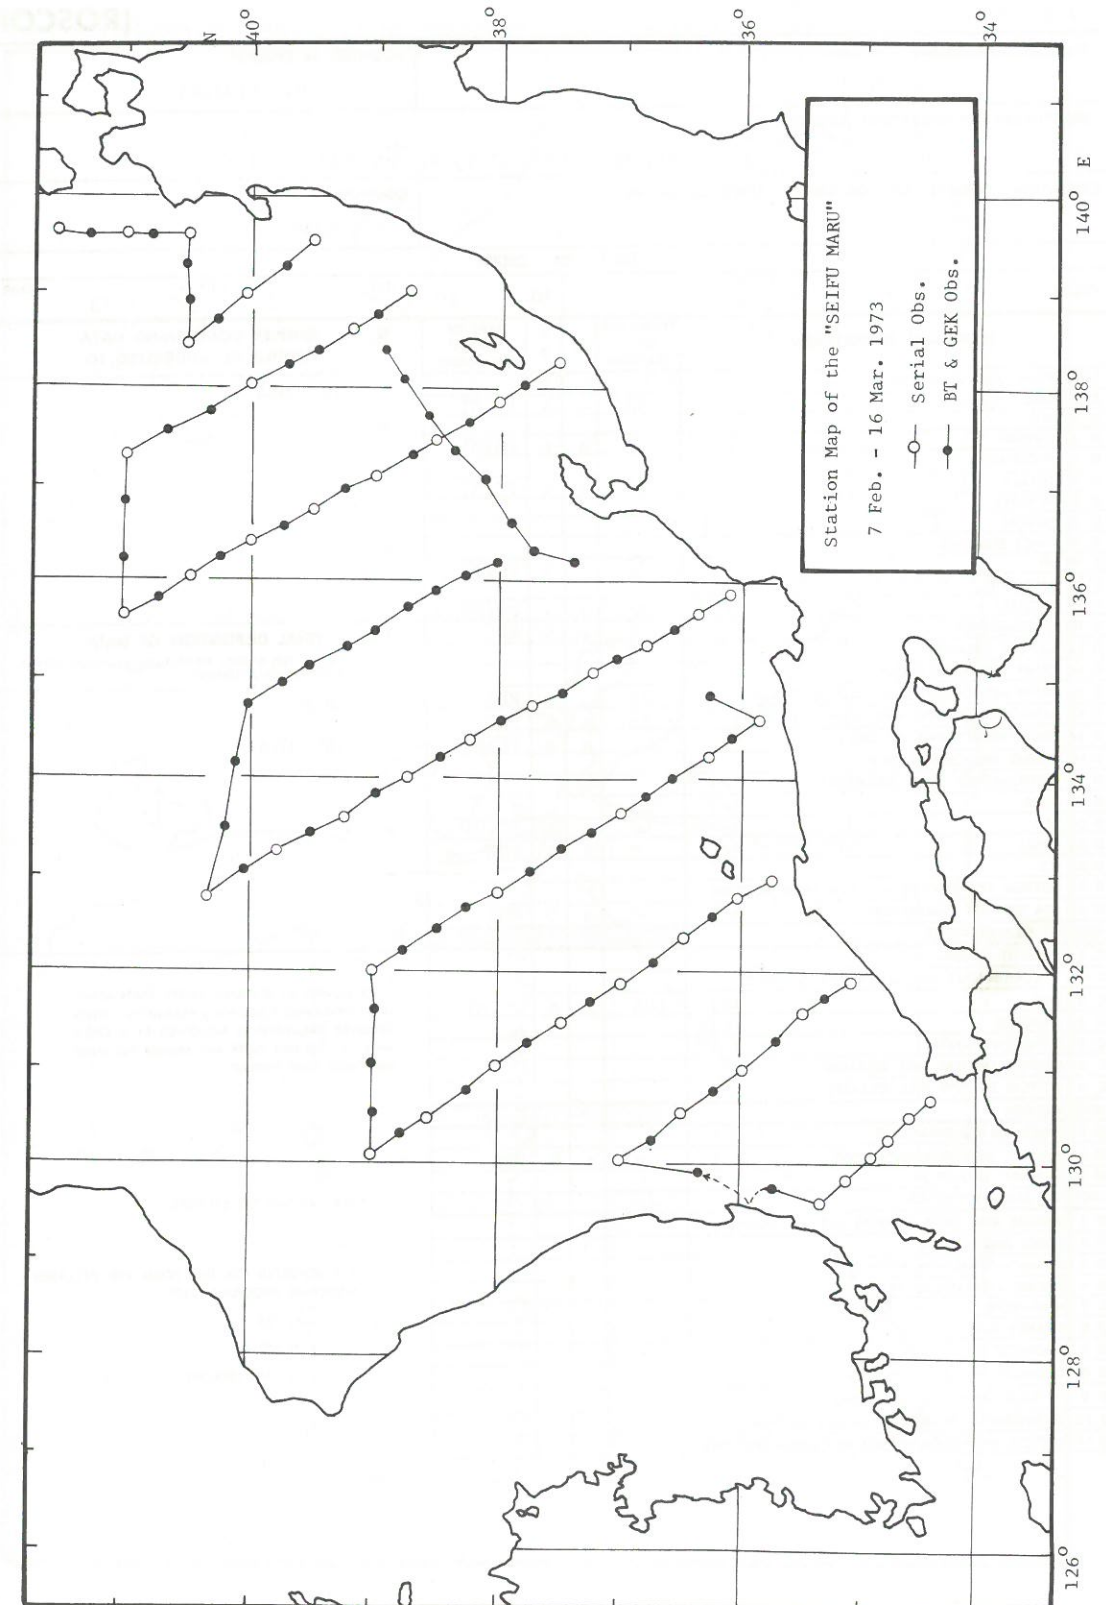 Station Map of the "SEIFU MARU"
7 Feb. - 16 Mar. 1973
Serial Obs.
BT & GEK Obs.
N
40°
38°
36°
34°
126°
128°
130°
132°
134°
136°
138°
140° E